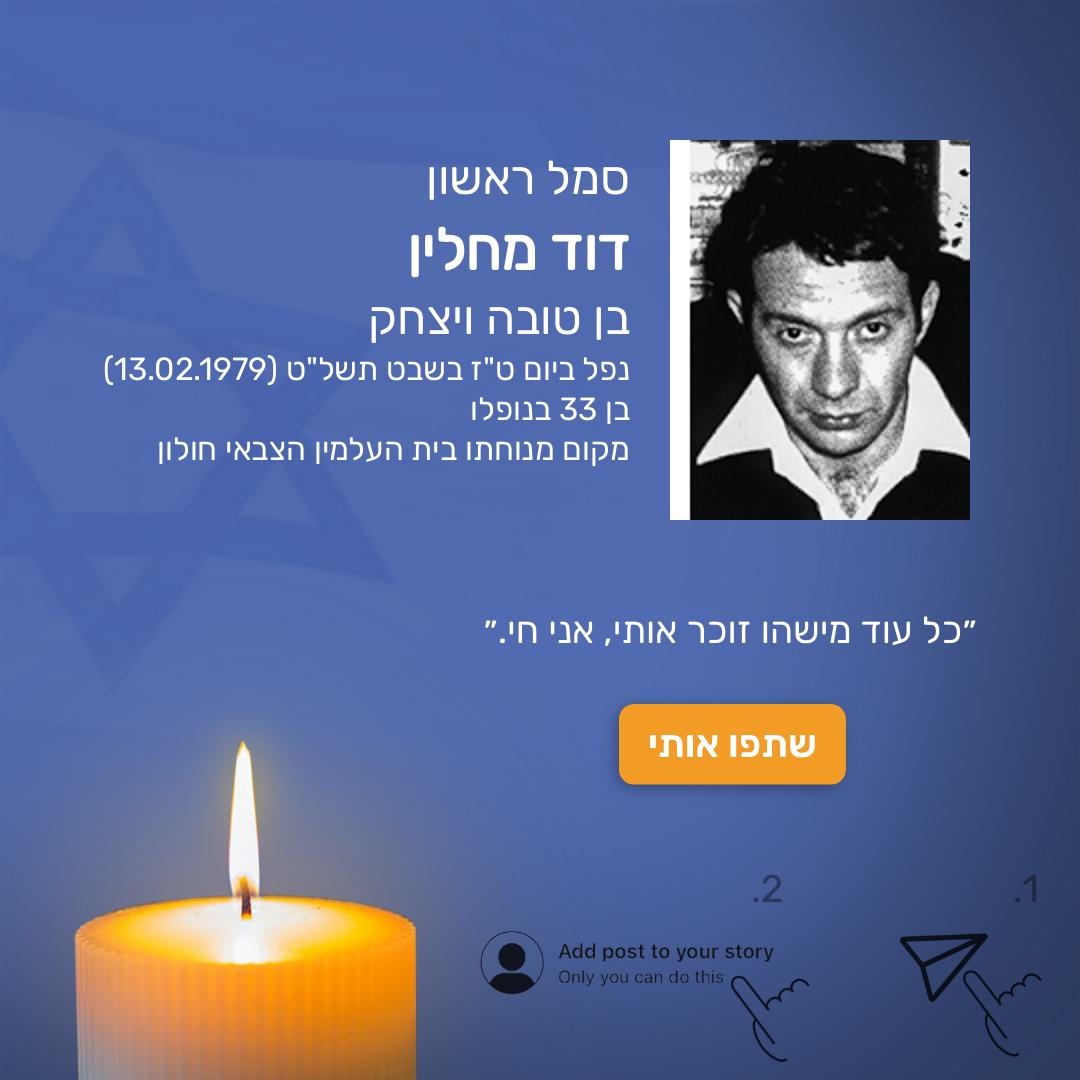 סמל ראשון
דוד מחלין
בן טובה ויצחק
נפל ביום ט"ז בשבט תשל"ט (13.02.1979)
בן 33 בנופלו
מקום מנוחתו בית העלמין הצבאי חולון
״כל עוד מישהו זוכר אותי, אני חי.״
שתפו אותי
.1
.2
Add post to your story
Only you can do this